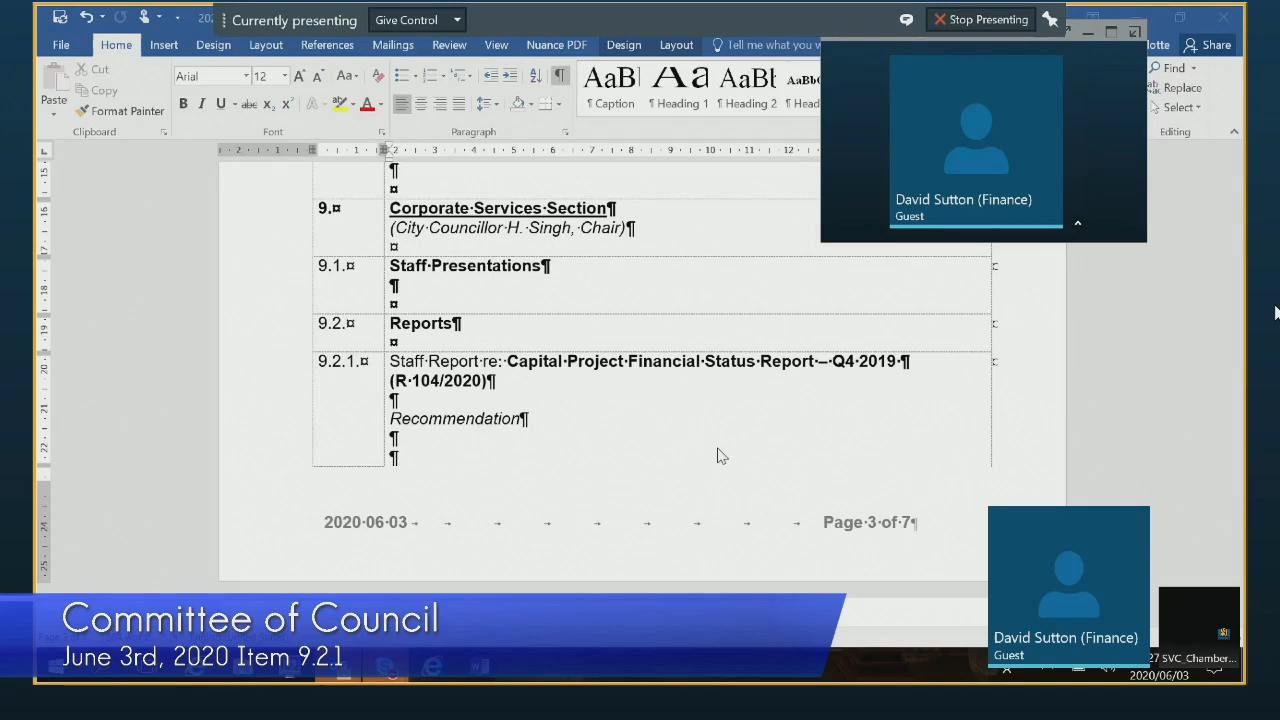 Currently presenting
Give Control
Stop Presenting
File
Home
Insert
Design
Layout
References
Mailings
Review
View
Nuance PDF
Design
Layout
Tell me what you
Share
Cut
Copy
Format Painter
Paste
Clipboard
Arial
12
Font
Paragraph
AaBl
¶ Caption
AaBb
¶ Heading 2
¶ Heading 1
Find
Replace
Select
Editing
David Sutton (Finance)
Guest
¶
¤
9.¤
Corporate·Services·Section¶
(City·Councillor·H.·Singh,·Chair)¶
¤
9.1.¤
Staff·Presentations¶
¶
¤
9.2.¤
Reports¶
¤
9.2.1.¤
Staff·Report·re:·Capital·Project·Financial·Status·Report·–·Q4·2019·¶
(R·104/2020)¶
¶
Recommendation¶
¶
¶
2020·06·03
Page·3·of·7¶
David Sutton (Finance)
Guest
Committee of Council
June 3rd, 2020 Item 9.2.1
27 SVC_Chamber...
2020/06/03